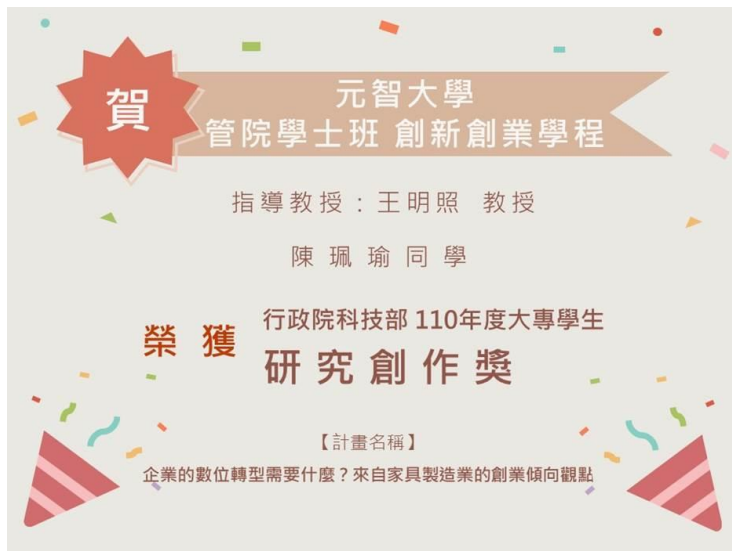 賀
元智大學
管院學士班 創新創業學程
指導教授：王明照 教授
陳珮瑜同學
榮獲
行政院科技部 110年度大專學生
研究創作獎
【計畫名稱】
企業的數位轉型需要什麼？來自家具製造業的創業傾向觀點